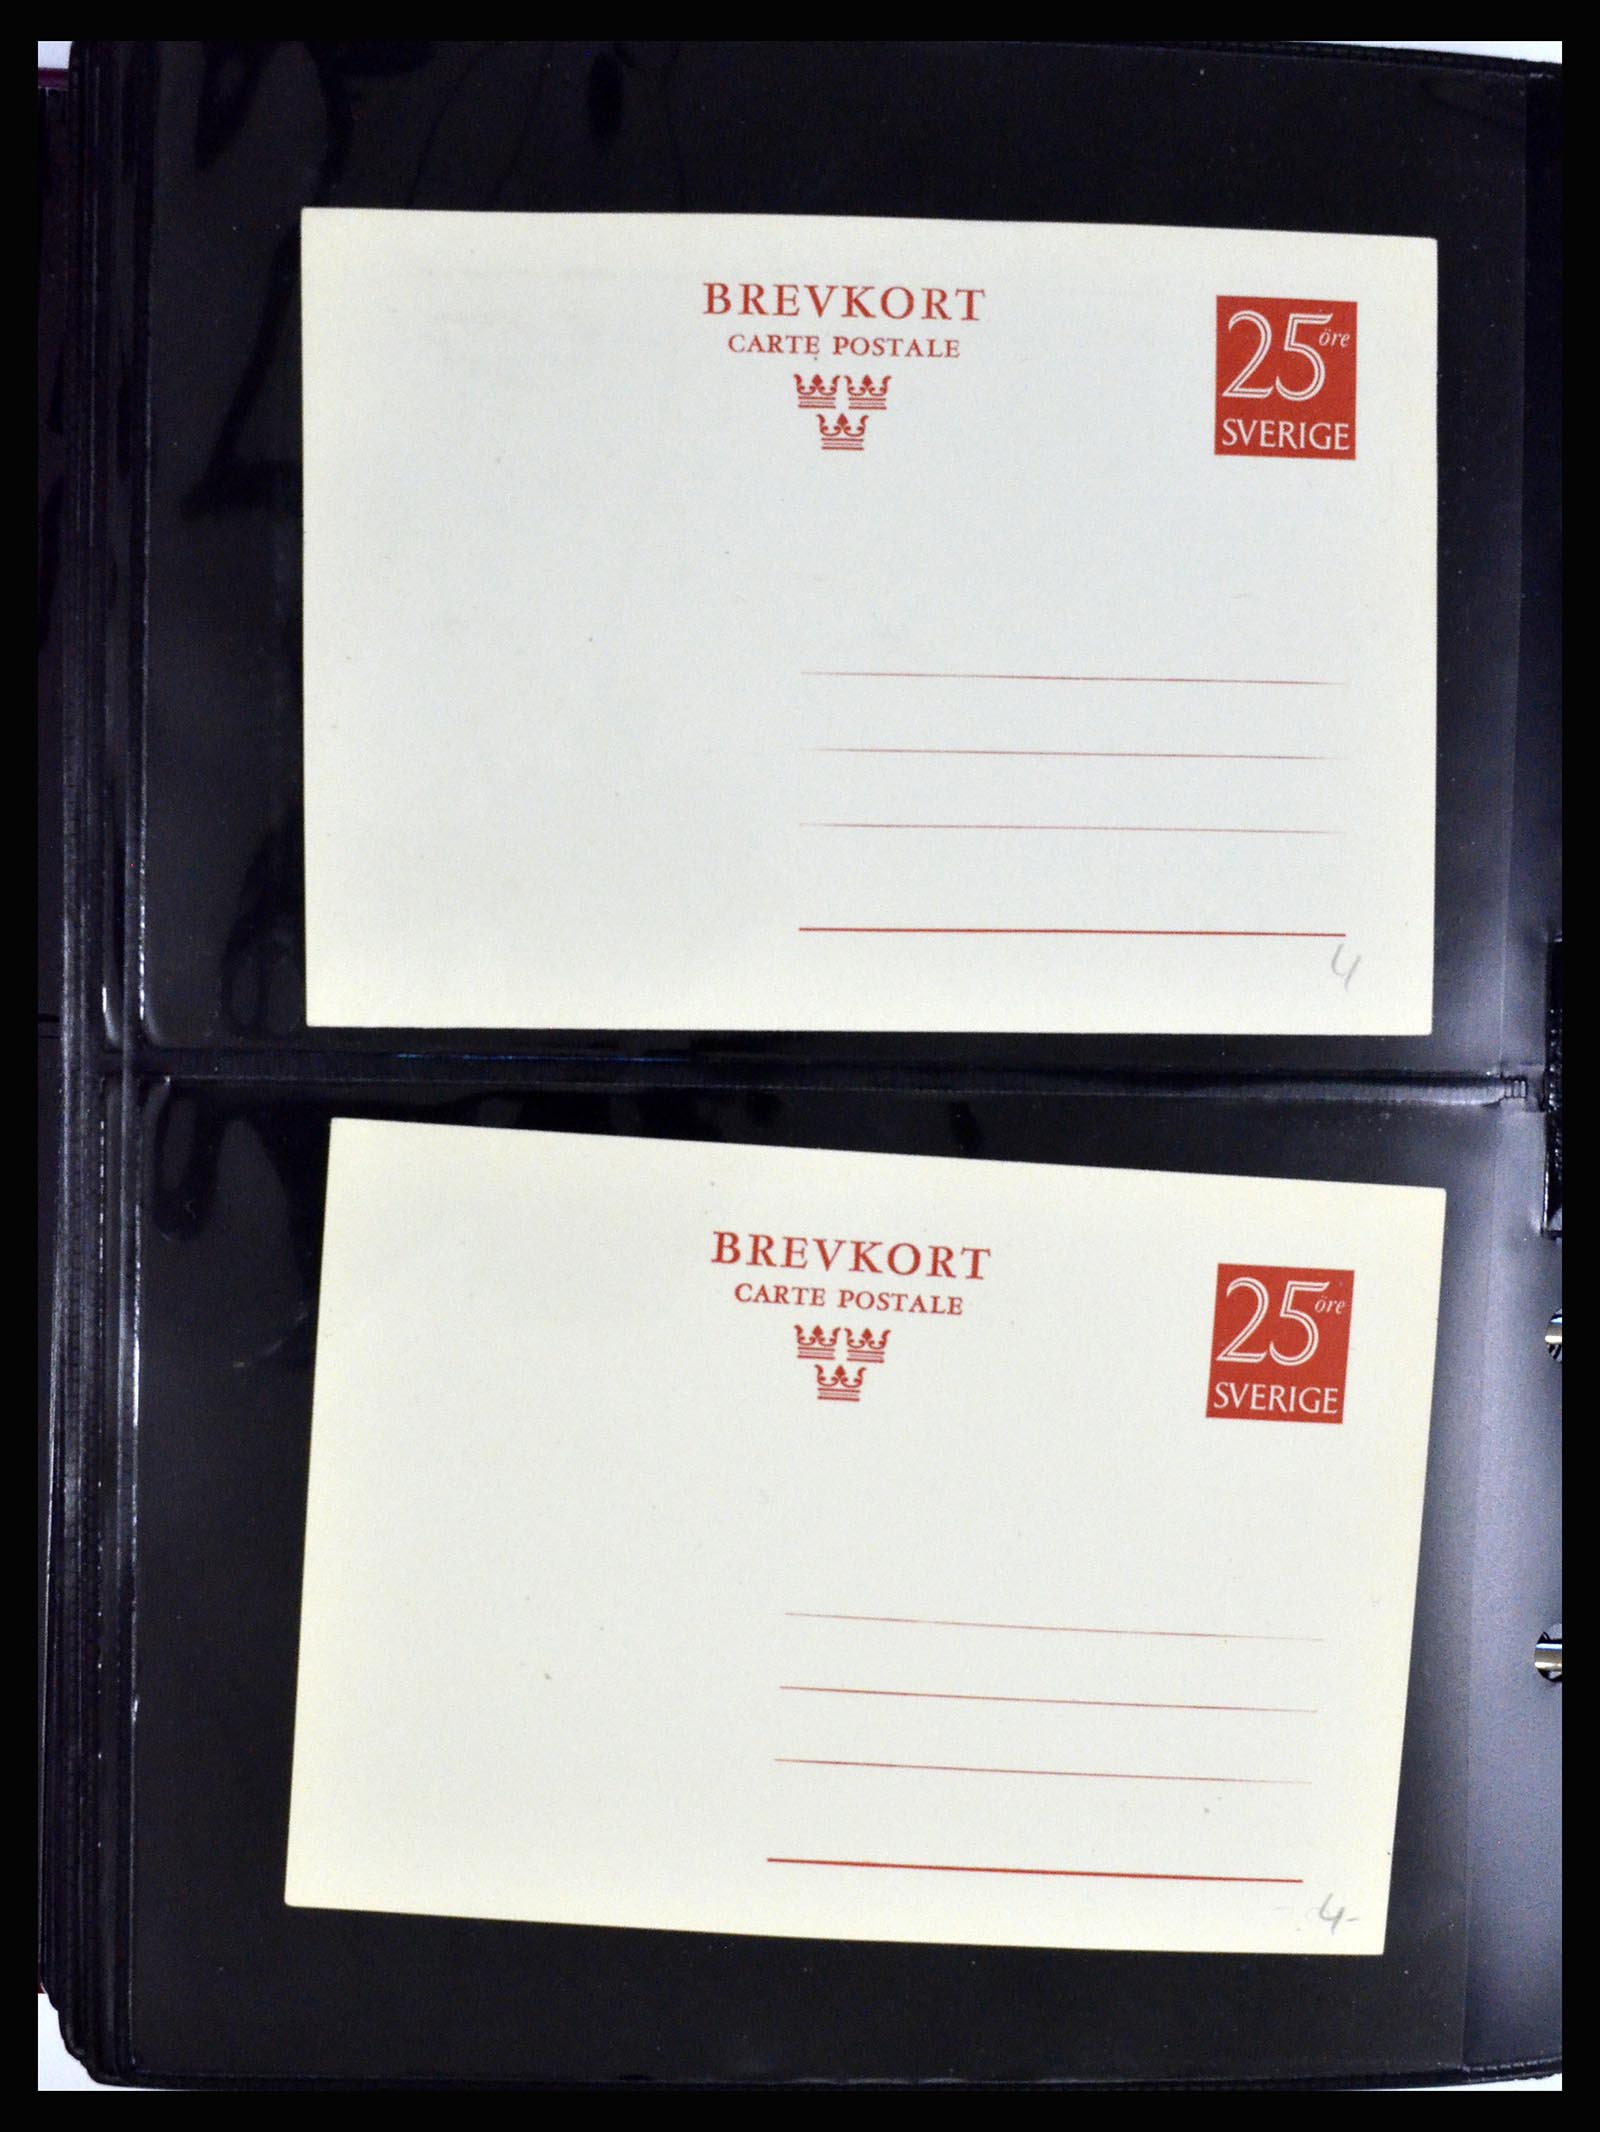 BREVKORT
CARTE POSTALE
25 öre
SVERIGE
4
BREVKORT
CARTE POSTALE
25 öre
SVERIGE
4-